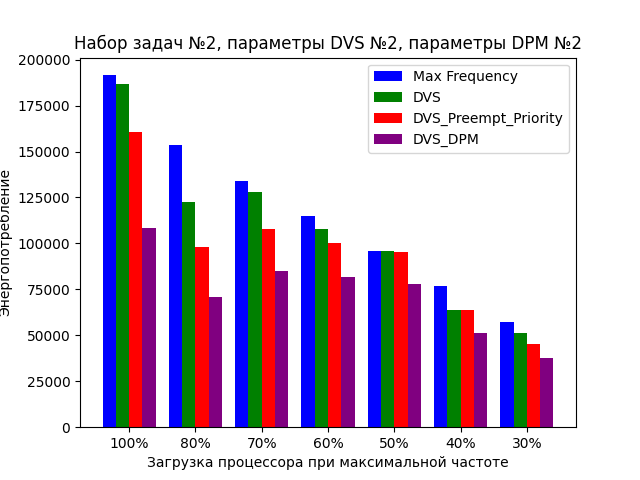 Набор задач №2, параметры DVS №2, параметры DPM №2
Max Frequency
DVS
DVS_Preempt_Priority
DVS_DPM
Энергопотребление
200000
175000
150000
125000
100000
75000
50000
25000
0
100% 80% 70% 60% 50% 40% 30%
Загрузка процессора при максимальной частоте